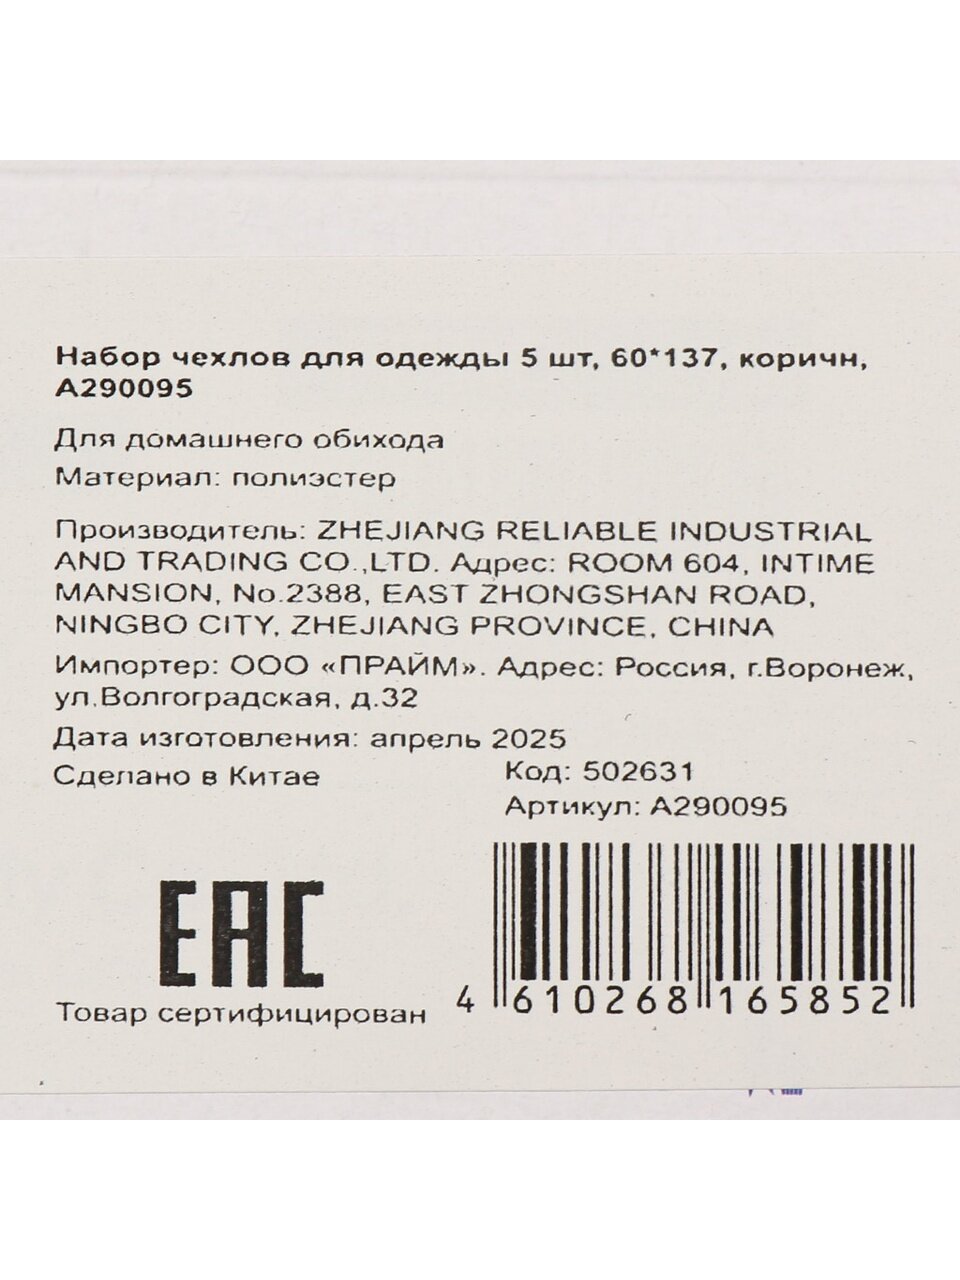 Набор чехлов для одежды 5 шт, 60*137, коричн,
А290095
Для домашнего обихода
Материал: полиэстер
Производитель: ZHEJIANG RELIABLE INDUSTRIAL
AND TRADING CO.,LTD. Адрес: ROOM 604, INTIME
MANSION, No.2388, EAST ZHONGSHAN ROAD,
NINGBO CITY, ZHEJIANG PROVINCE, CHINA
Импортер: ООО «ПРАЙМ». Адрес: Россия, г.Воронеж,
ул.Волгоградская, д.32
Дата изготовления: апрель 2025
Сделано в Китае
Код: 502631
Артикул: А290095
EAC
Товар сертифицирован
4 610268 165852